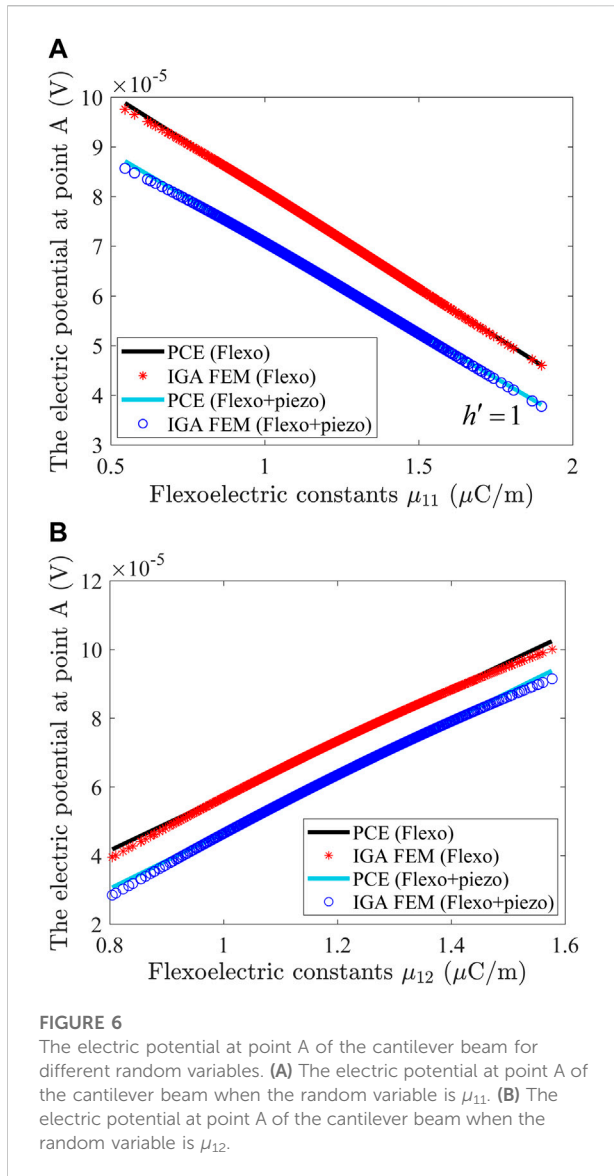 A
×10⁻⁵
The electric potential at point A (V)
10
9
8
7
6
5
4
3
PCE (Flexo)
IGA FEM (Flexo)
PCE (Flexo+piezo)
IGA FEM (Flexo+piezo)
h′ = 1
0.5
1
1.5
2
Flexoelectric constants μ₁₁ (μC/m)
B
×10⁻⁵
The electric potential at point A (V)
12
10
8
6
4
2
PCE (Flexo)
IGA FEM (Flexo)
PCE (Flexo+piezo)
IGA FEM (Flexo+piezo)
0.8
1
1.2
1.4
1.6
Flexoelectric constants μ₁₂ (μC/m)
FIGURE 6
The electric potential at point A of the cantilever beam for
different random variables. (A) The electric potential at point A of
the cantilever beam when the random variable is μ₁₁. (B) The
electric potential at point A of the cantilever beam when the
random variable is μ₁₂.